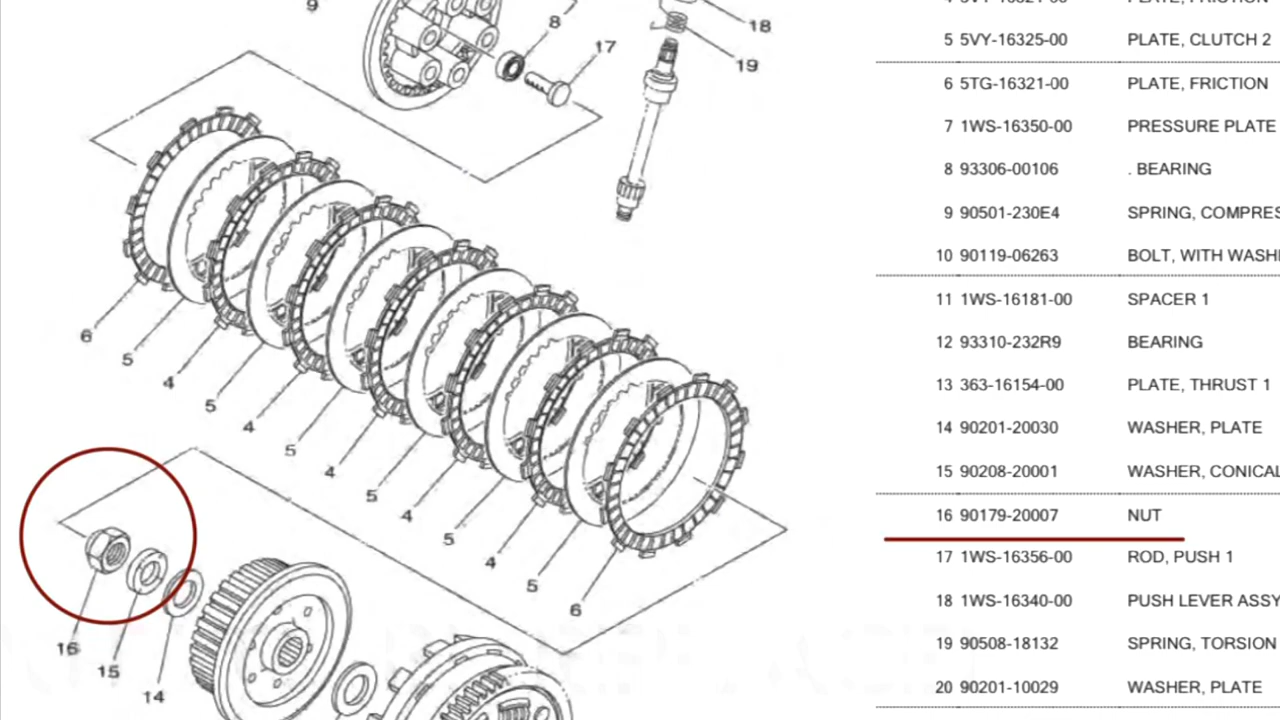 9
8
17
18
19
6
5
4
5
4
5
4
5
4
5
4
5
6
16
15
14
5 5VY-16325-00 PLATE, CLUTCH 2
6 5TG-16321-00 PLATE, FRICTION
7 1WS-16350-00 PRESSURE PLATE
8 93306-00106 . BEARING
9 90501-230E4 SPRING, COMPRES
10 90119-06263 BOLT, WITH WASH
11 1WS-16181-00 SPACER 1
12 93310-232R9 BEARING
13 363-16154-00 PLATE, THRUST 1
14 90201-20030 WASHER, PLATE
15 90208-20001 WASHER, CONICAL
16 90179-20007 NUT
17 1WS-16356-00 ROD, PUSH 1
18 1WS-16340-00 PUSH LEVER ASSY
19 90508-18132 SPRING, TORSION
20 90201-10029 WASHER, PLATE